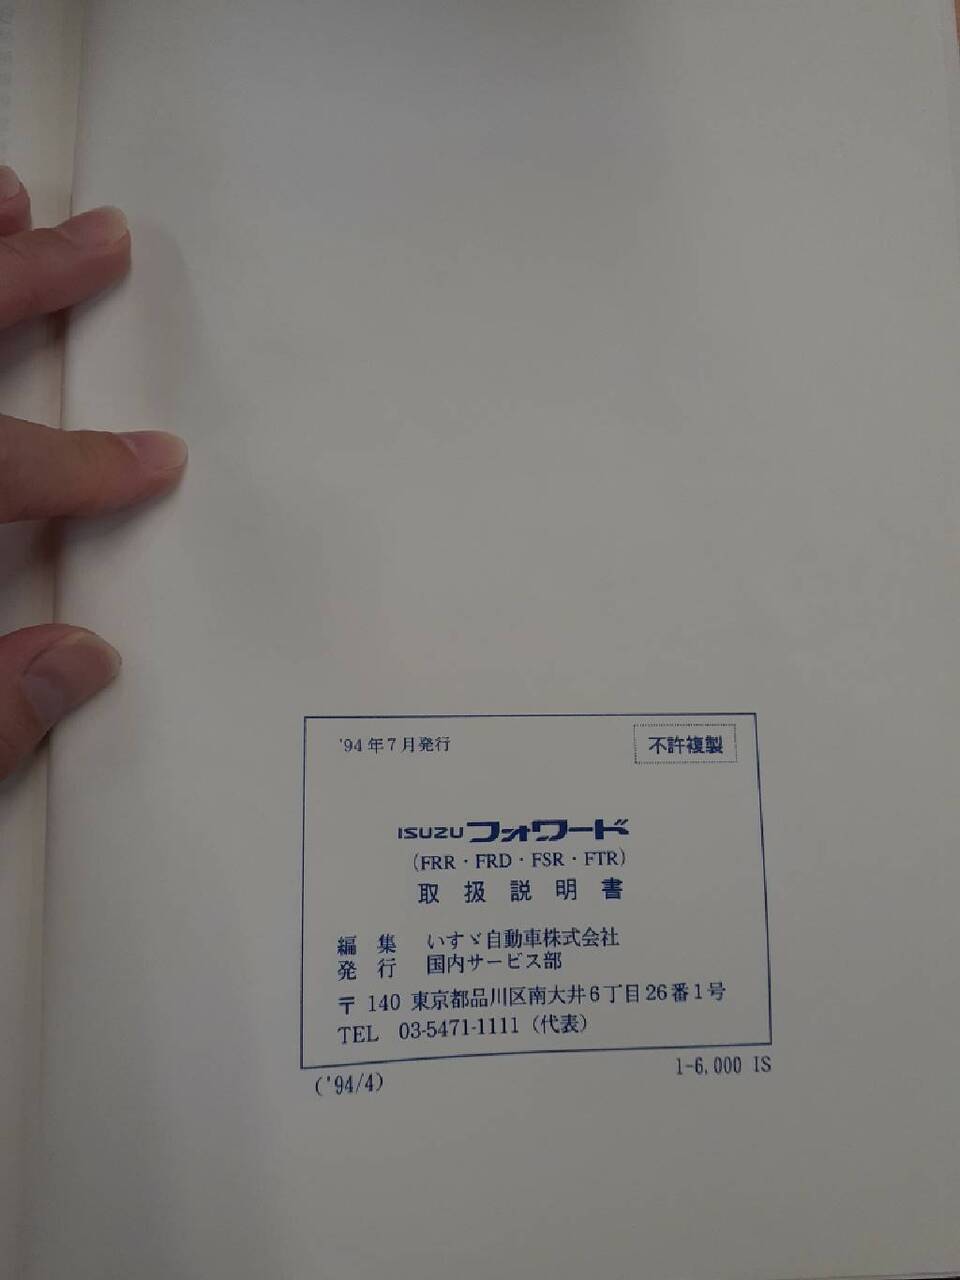 '94年7月発行
不許複製
ISUZU フォワード
(FRR・FRD・FSR・FTR)
取扱説明書
編集 いすゞ自動車株式会社
発行 国内サービス部
〒 140 東京都品川区南大井6丁目26番1号
TEL 03-5471-1111 (代表)
('94/4)
1-6,000 IS